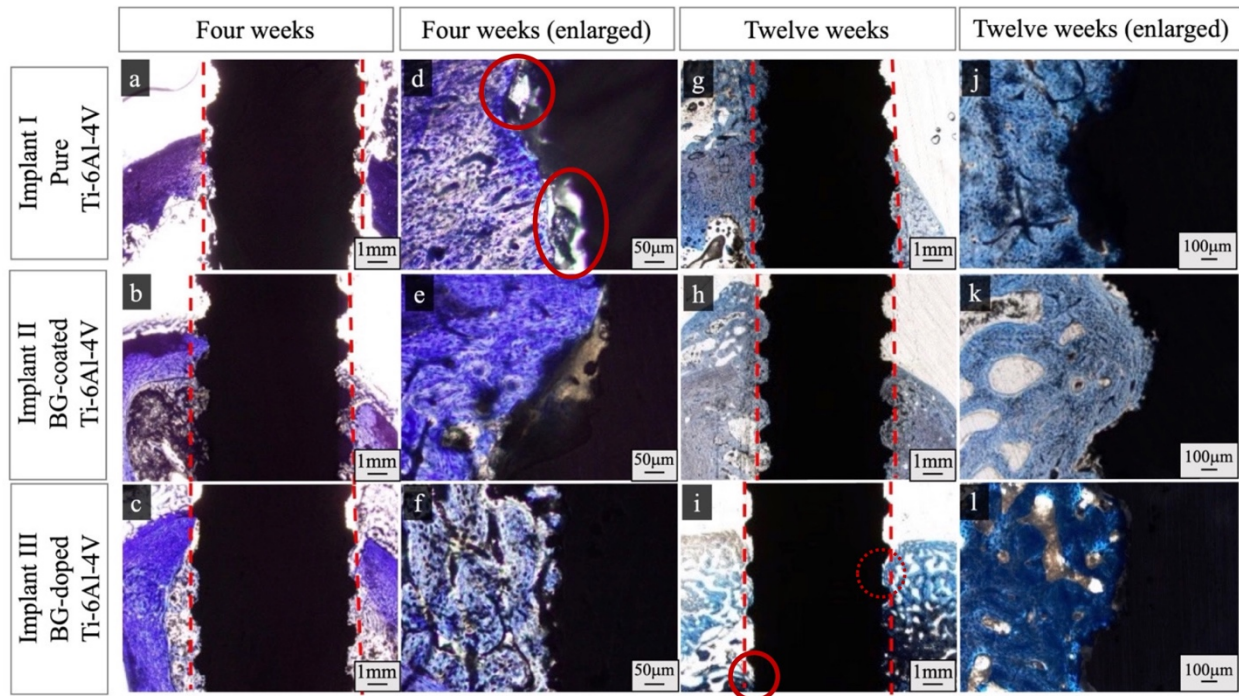 Four weeks
Four weeks (enlarged)
Twelve weeks
Twelve weeks (enlarged)
Implant I
Pure
Ti-6Al-4V
a
1mm
d
50μm
g
1mm
j
100μm
Implant II
BG-coated
Ti-6Al-4V
b
1mm
e
50μm
h
1mm
k
100μm
Implant III
BG-doped
Ti-6Al-4V
c
1mm
f
50μm
i
1mm
l
100μm